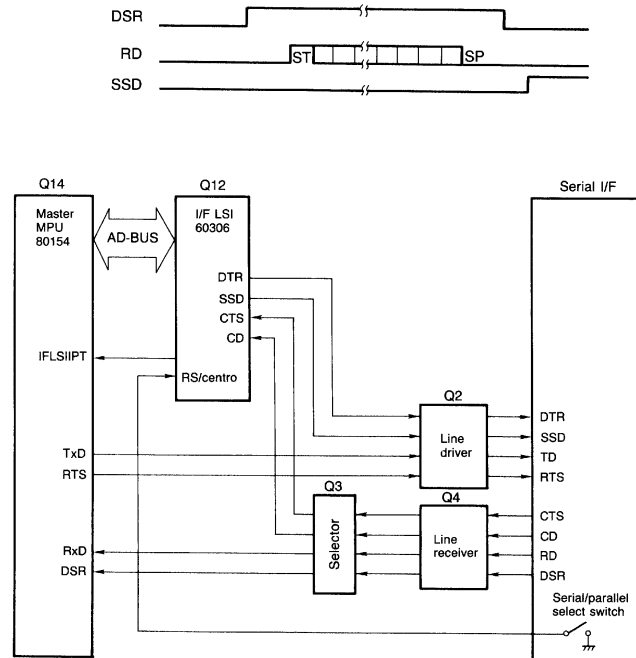 DSR
RD
ST
SP
SSD
Q14
Q12
Serial I/F
Master
MPU
80154
AD-BUS
I/F LSI
60306
DTR
SSD
CTS
CD
IFLSIIPT
RS/centro
Q2
Line
driver
DTR
SSD
TD
RTS
TxD
RTS
Q3
Selector
Q4
Line
receiver
CTS
CD
RD
DSR
RxD
DSR
Serial/parallel
select switch